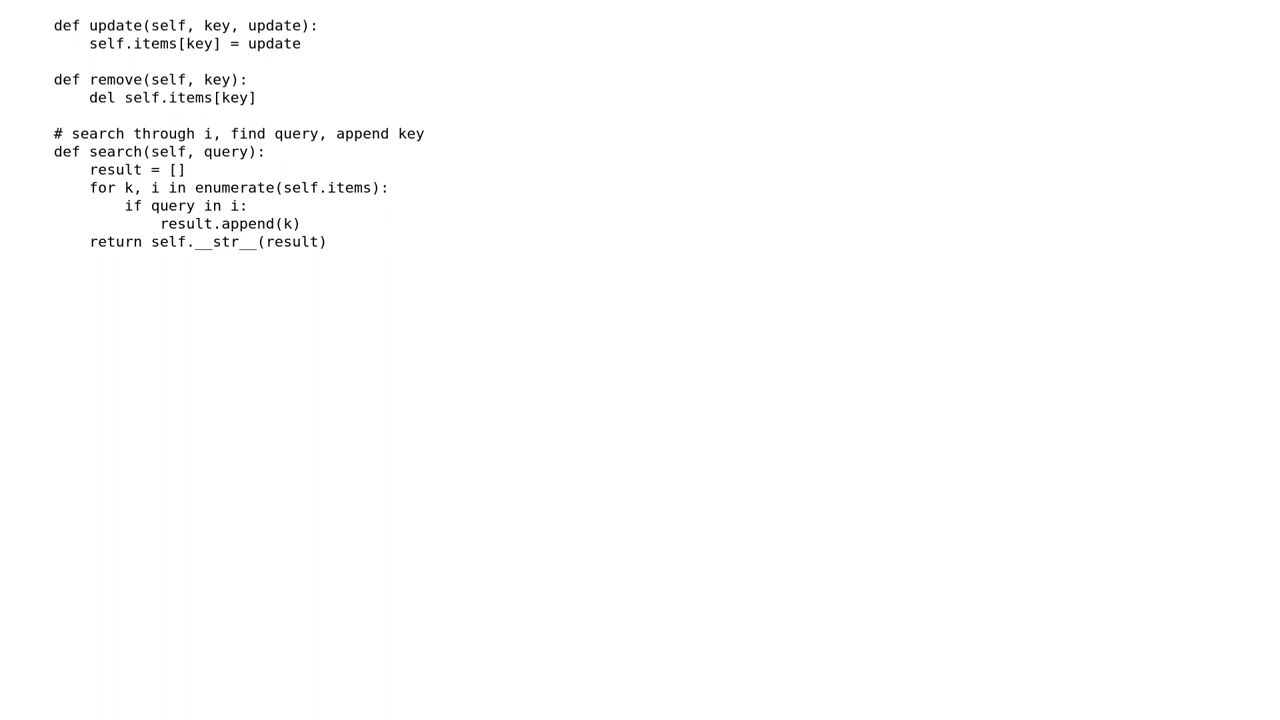 def update(self, key, update):
    self.items[key] = update

def remove(self, key):
    del self.items[key]

# search through i, find query, append key
def search(self, query):
    result = []
    for k, i in enumerate(self.items):
        if query in i:
            result.append(k)
    return self.__str__(result)